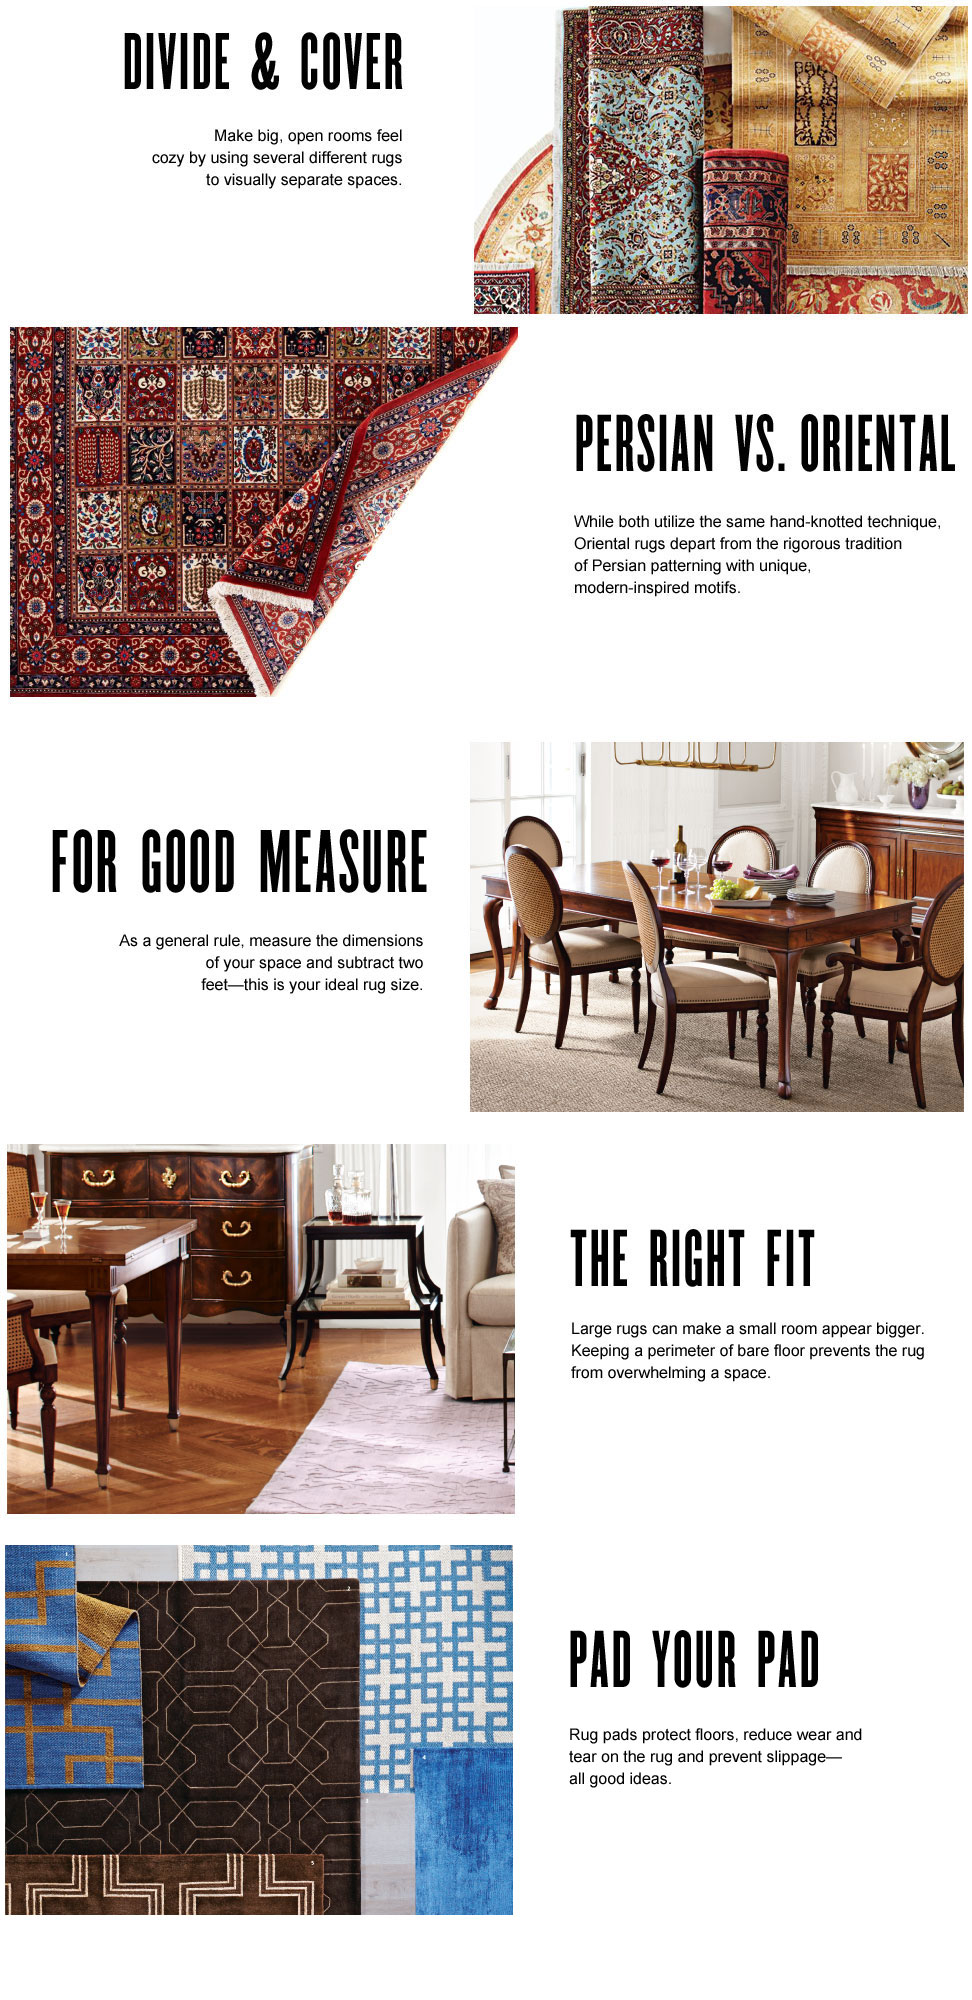 DIVIDE & COVER
Make big, open rooms feel
cozy by using several different rugs
to visually separate spaces.
PERSIAN VS. ORIENTAL
While both utilize the same hand-knotted technique,
Oriental rugs depart from the rigorous tradition
of Persian patterning with unique,
modern-inspired motifs.
FOR GOOD MEASURE
As a general rule, measure the dimensions
of your space and subtract two
feet—this is your ideal rug size.
THE RIGHT FIT
Large rugs can make a small room appear bigger.
Keeping a perimeter of bare floor prevents the rug
from overwhelming a space.
PAD YOUR PAD
Rug pads protect floors, reduce wear and
tear on the rug and prevent slippage—
all good ideas.
1
2
4
3
5